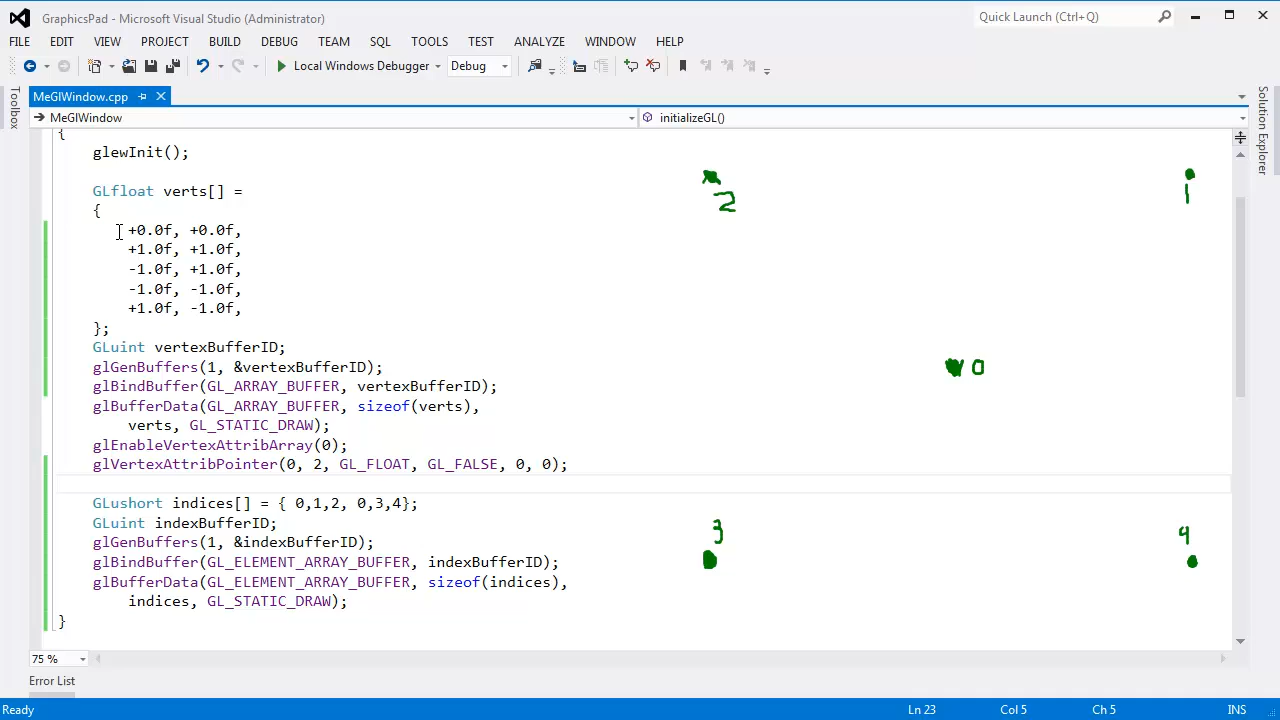 GraphicsPad - Microsoft Visual Studio (Administrator)
Quick Launch (Ctrl+Q)
FILE EDIT VIEW PROJECT BUILD DEBUG TEAM SQL TOOLS TEST ANALYZE WINDOW HELP
Local Windows Debugger Debug
Toolbox
MeGlWindow.cpp
Solution Explorer
MeGlWindow initializeGL()
{
glewInit();
GLfloat verts[] =
{
+0.0f, +0.0f,
+1.0f, +1.0f,
-1.0f, +1.0f,
-1.0f, -1.0f,
+1.0f, -1.0f,
};
GLuint vertexBufferID;
glGenBuffers(1, &vertexBufferID);
glBindBuffer(GL_ARRAY_BUFFER, vertexBufferID);
glBufferData(GL_ARRAY_BUFFER, sizeof(verts),
verts, GL_STATIC_DRAW);
glEnableVertexAttribArray(0);
glVertexAttribPointer(0, 2, GL_FLOAT, GL_FALSE, 0, 0);
GLushort indices[] = { 0,1,2, 0,3,4};
GLuint indexBufferID;
glGenBuffers(1, &indexBufferID);
glBindBuffer(GL_ELEMENT_ARRAY_BUFFER, indexBufferID);
glBufferData(GL_ELEMENT_ARRAY_BUFFER, sizeof(indices),
indices, GL_STATIC_DRAW);
}
2
1
0
3
4
75 %
Error List
Ready Ln 23 Col 5 Ch 5 INS